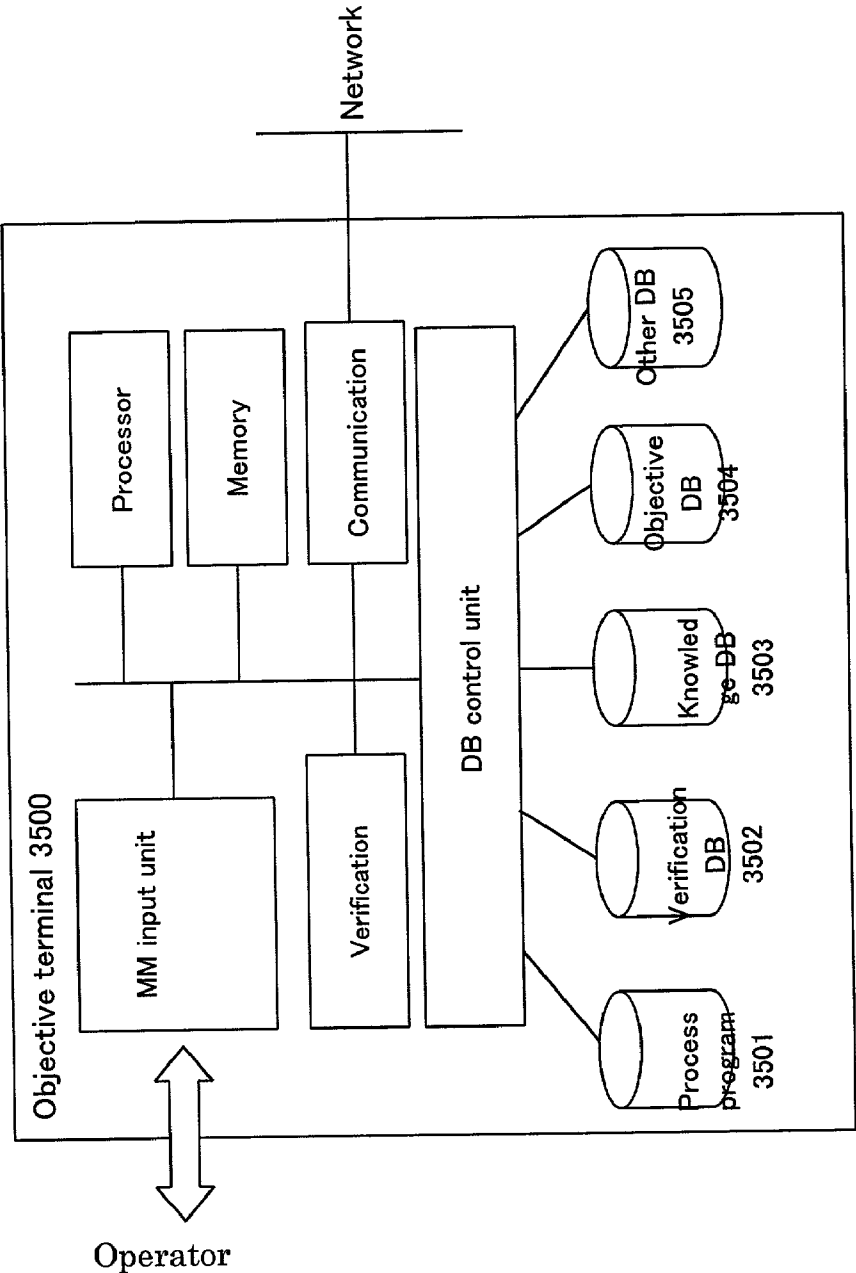 Objective terminal 3500
MM input unit
Processor
Memory
Verification
Communication
Network
DB control unit
Process
program
3501
Verification
DB
3502
Knowled
ge DB
3503
Objective
DB
3504
Other DB
3505
Operator